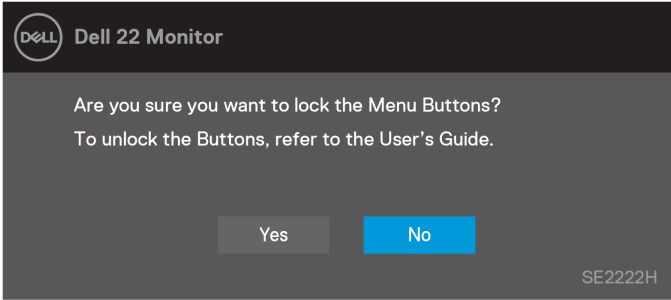 DELL Dell 22 Monitor
Are you sure you want to lock the Menu Buttons?
To unlock the Buttons, refer to the User’s Guide.
Yes No
SE2222H